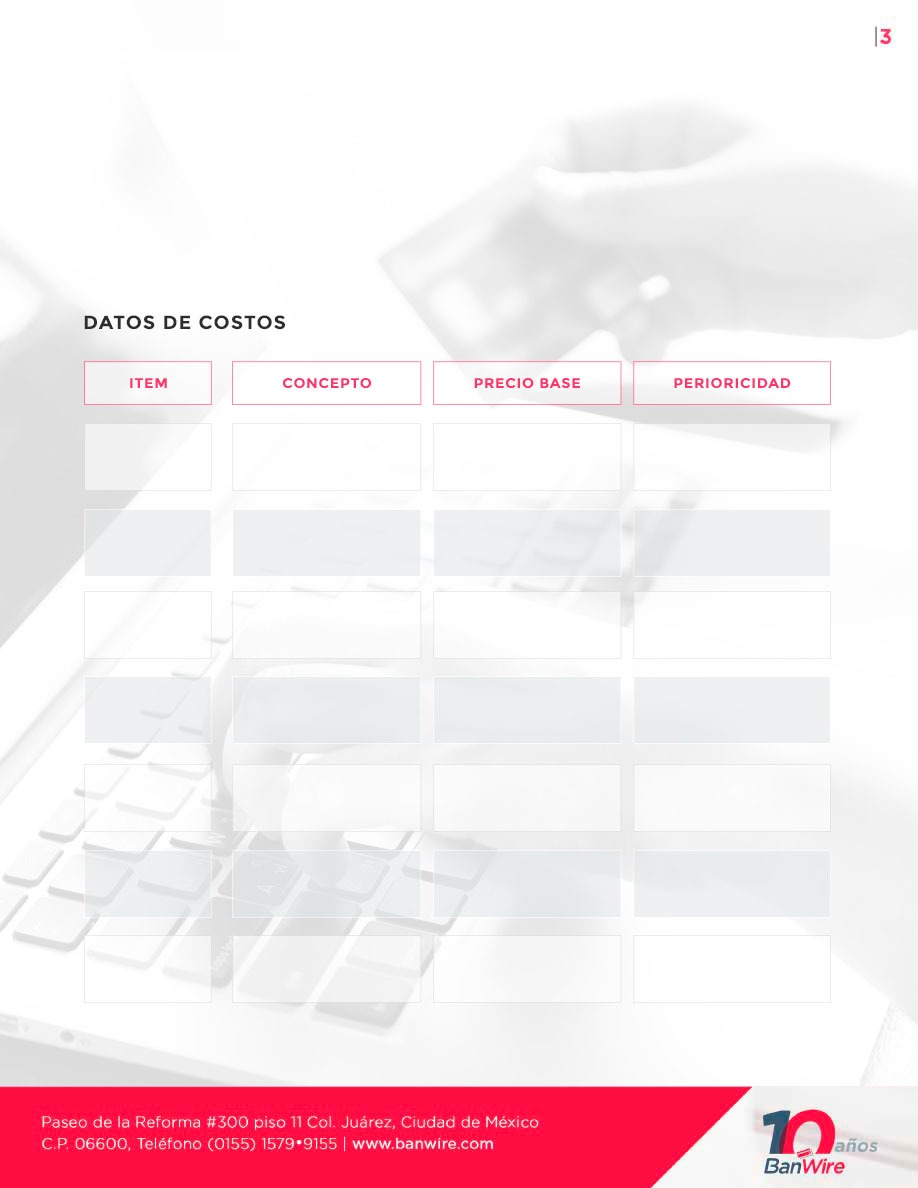 |3
DATOS DE COSTOS
ITEM CONCEPTO PRECIO BASE PERIORICIDAD
Paseo de la Reforma #300 piso 11 Col. Juárez, Ciudad de México
C.P. 06600, Teléfono (0155) 1579•9155 | www.banwire.com
10 años
BanWire